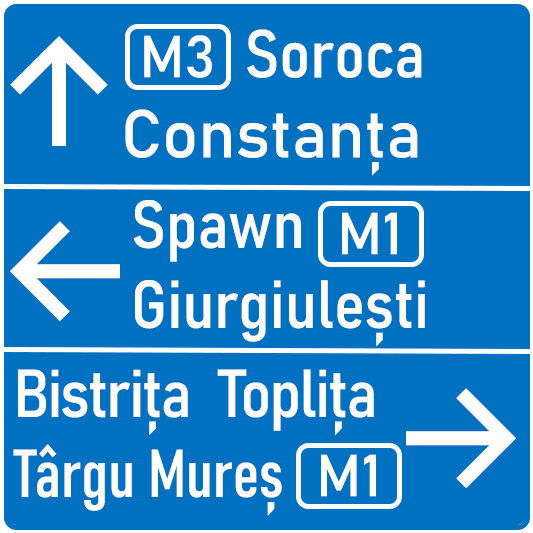 M3 Soroca
Constanța
Spawn M1
Giurgiulești
Bistrița Toplița
Târgu Mureș M1